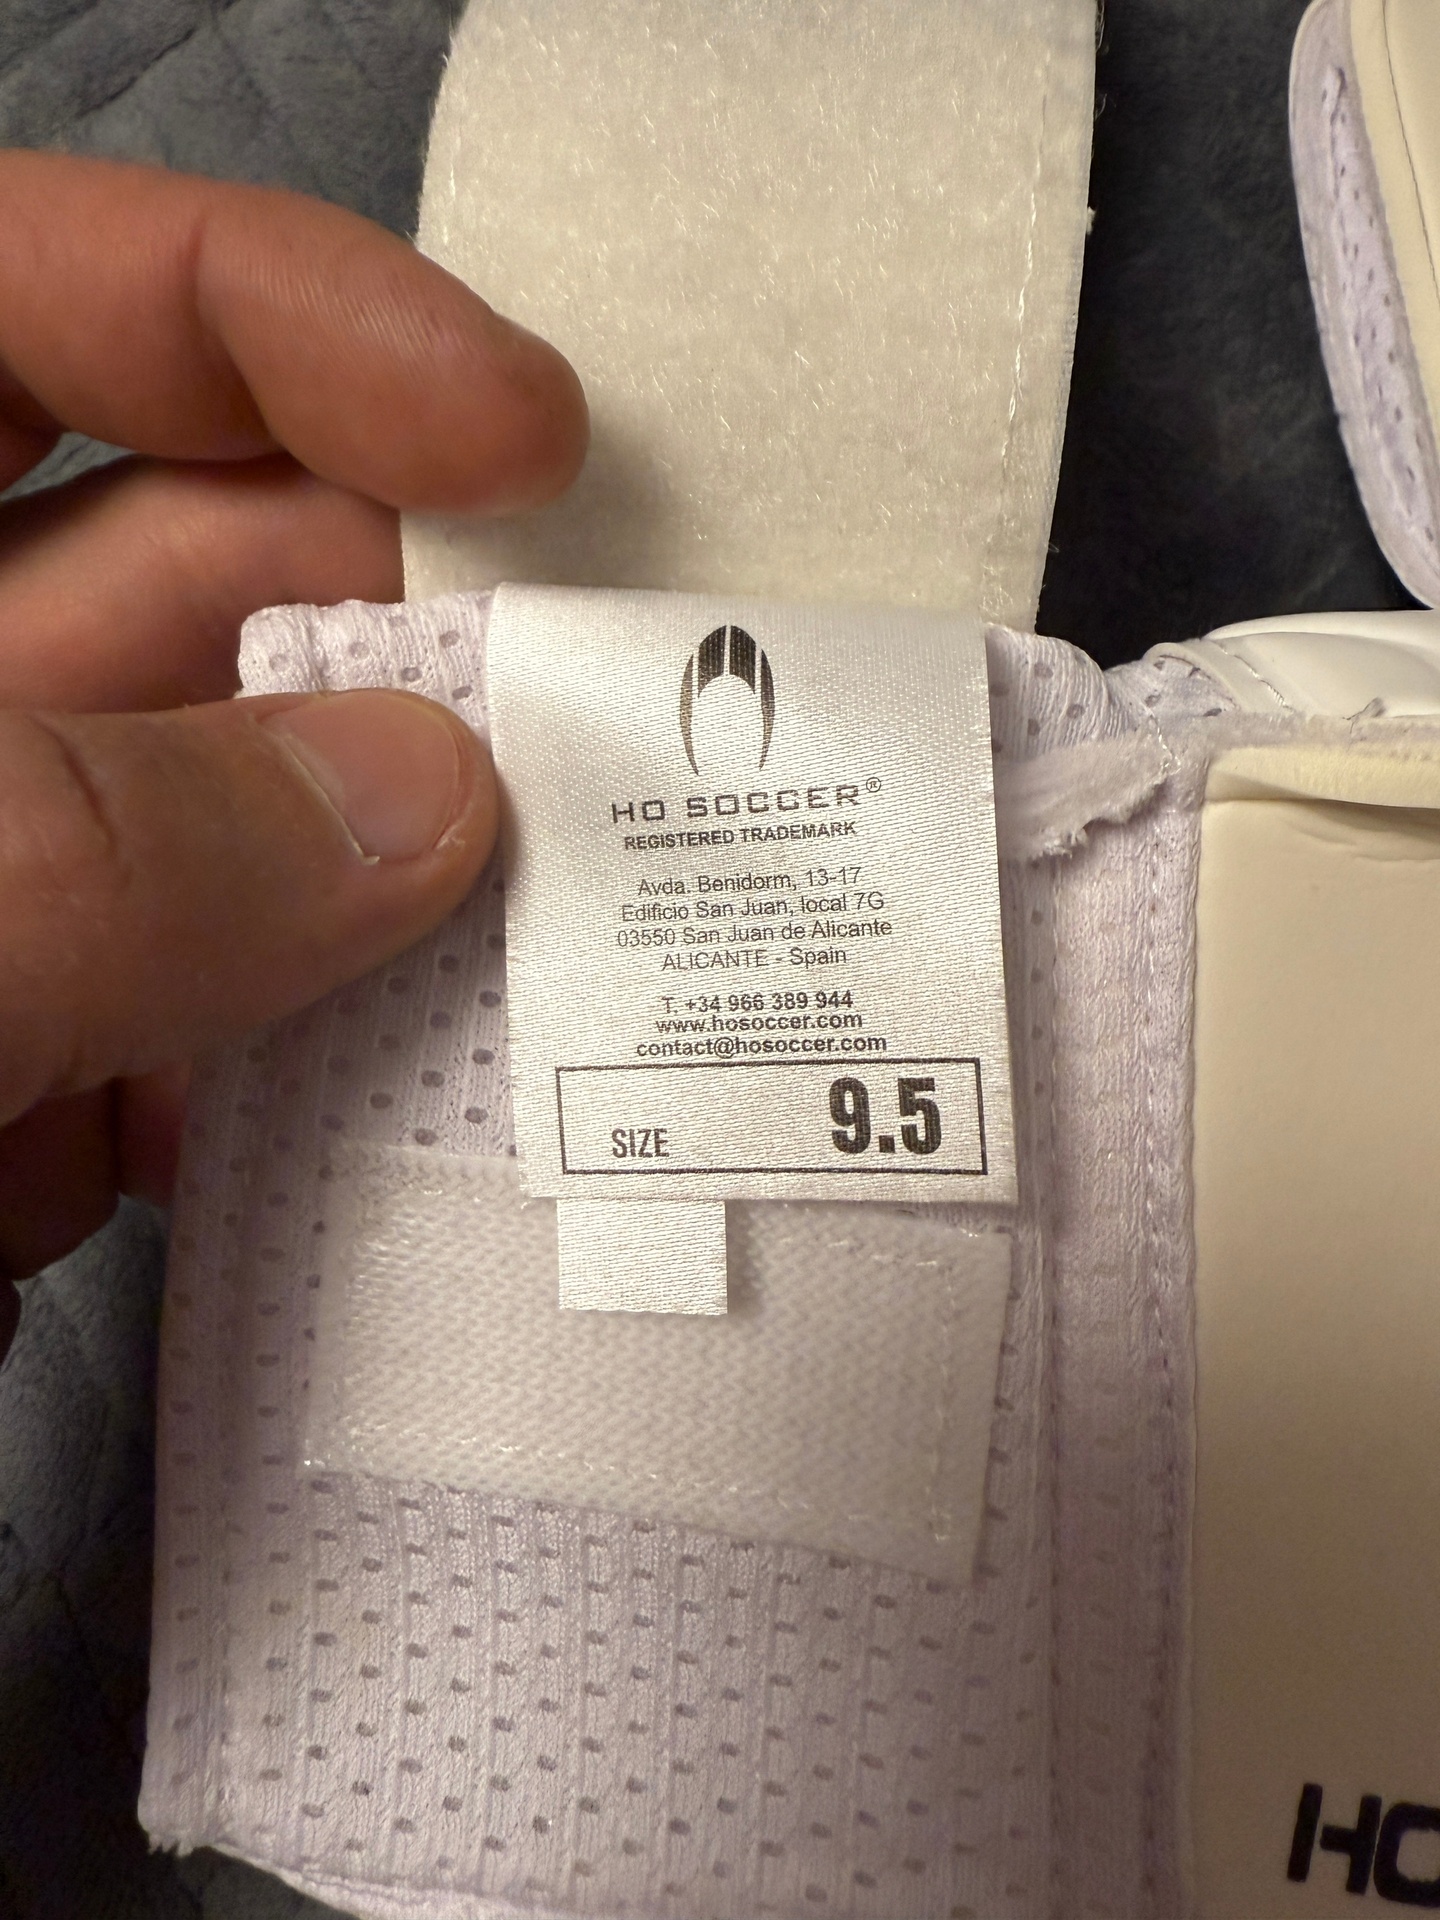 HO SOCCER®
REGISTERED TRADEMARK
Avda. Benidorm, 13-17
Edificio San Juan, local 7G
03550 San Juan de Alicante
ALICANTE - Spain
T. +34 966 389 944
www.hosoccer.com
contact@hosoccer.com
SIZE 9.5
HO